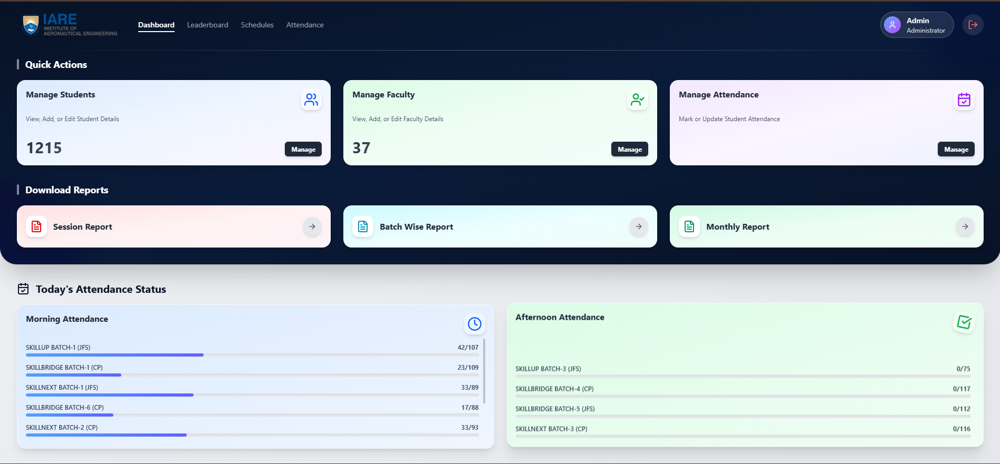 IARE
INSTITUTE OF
AERONAUTICAL ENGINEERING
Dashboard
Leaderboard
Schedules
Attendance
Admin
Administrator
Quick Actions
Manage Students
View, Add, or Edit Student Details
1215
Manage
Manage Faculty
View, Add, or Edit Faculty Details
37
Manage
Manage Attendance
Mark or Update Student Attendance
Manage
Download Reports
Session Report
Batch Wise Report
Monthly Report
Today's Attendance Status
Morning Attendance
SKILLUP BATCH-1 (JFS) 42/107
SKILLBRIDGE BATCH-1 (CP) 23/109
SKILLNEXT BATCH-1 (JFS) 33/89
SKILLBRIDGE BATCH-6 (CP) 17/88
SKILLNEXT BATCH-2 (CP) 33/93
Afternoon Attendance
SKILLUP BATCH-3 (JFS) 0/75
SKILLBRIDGE BATCH-4 (CP) 0/117
SKILLBRIDGE BATCH-5 (JFS) 0/112
SKILLNEXT BATCH-3 (CP) 0/116